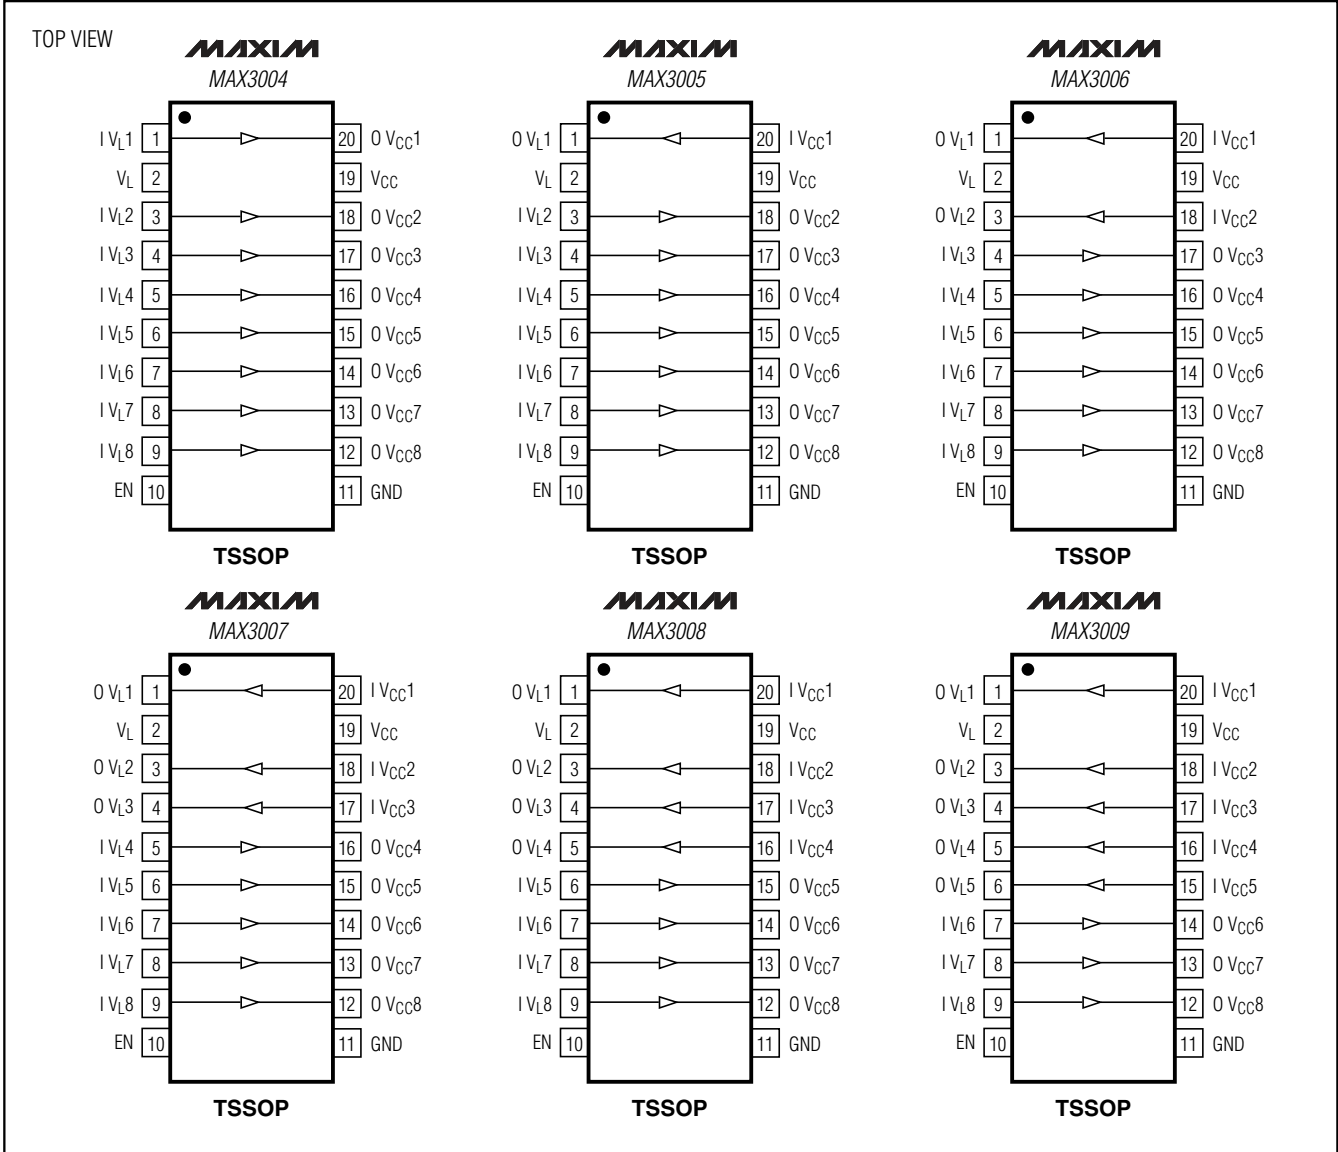 TOP VIEW
MAXIM MAXIM MAXIM
MAX3004 MAX3005 MAX3006
I VL1 1 20 O VCC1 O VL1 1 20 I VCC1 O VL1 1 20 I VCC1
VL 2 19 VCC VL 2 19 VCC VL 2 19 VCC
I VL2 3 18 O VCC2 I VL2 3 18 O VCC2 O VL2 3 18 I VCC2
I VL3 4 17 O VCC3 I VL3 4 17 O VCC3 I VL3 4 17 O VCC3
I VL4 5 16 O VCC4 I VL4 5 16 O VCC4 I VL4 5 16 O VCC4
I VL5 6 15 O VCC5 I VL5 6 15 O VCC5 I VL5 6 15 O VCC5
I VL6 7 14 O VCC6 I VL6 7 14 O VCC6 I VL6 7 14 O VCC6
I VL7 8 13 O VCC7 I VL7 8 13 O VCC7 I VL7 8 13 O VCC7
I VL8 9 12 O VCC8 I VL8 9 12 O VCC8 I VL8 9 12 O VCC8
EN 10 11 GND EN 10 11 GND EN 10 11 GND
TSSOP TSSOP TSSOP
MAXIM MAXIM MAXIM
MAX3007 MAX3008 MAX3009
O VL1 1 20 I VCC1 O VL1 1 20 I VCC1 O VL1 1 20 I VCC1
VL 2 19 VCC VL 2 19 VCC VL 2 19 VCC
O VL2 3 18 I VCC2 O VL2 3 18 I VCC2 O VL2 3 18 I VCC2
O VL3 4 17 I VCC3 O VL3 4 17 I VCC3 O VL3 4 17 I VCC3
I VL4 5 16 O VCC4 O VL4 5 16 I VCC4 O VL4 5 16 I VCC4
I VL5 6 15 O VCC5 I VL5 6 15 O VCC5 O VL5 6 15 I VCC5
I VL6 7 14 O VCC6 I VL6 7 14 O VCC6 I VL6 7 14 O VCC6
I VL7 8 13 O VCC7 I VL7 8 13 O VCC7 I VL7 8 13 O VCC7
I VL8 9 12 O VCC8 I VL8 9 12 O VCC8 I VL8 9 12 O VCC8
EN 10 11 GND EN 10 11 GND EN 10 11 GND
TSSOP TSSOP TSSOP